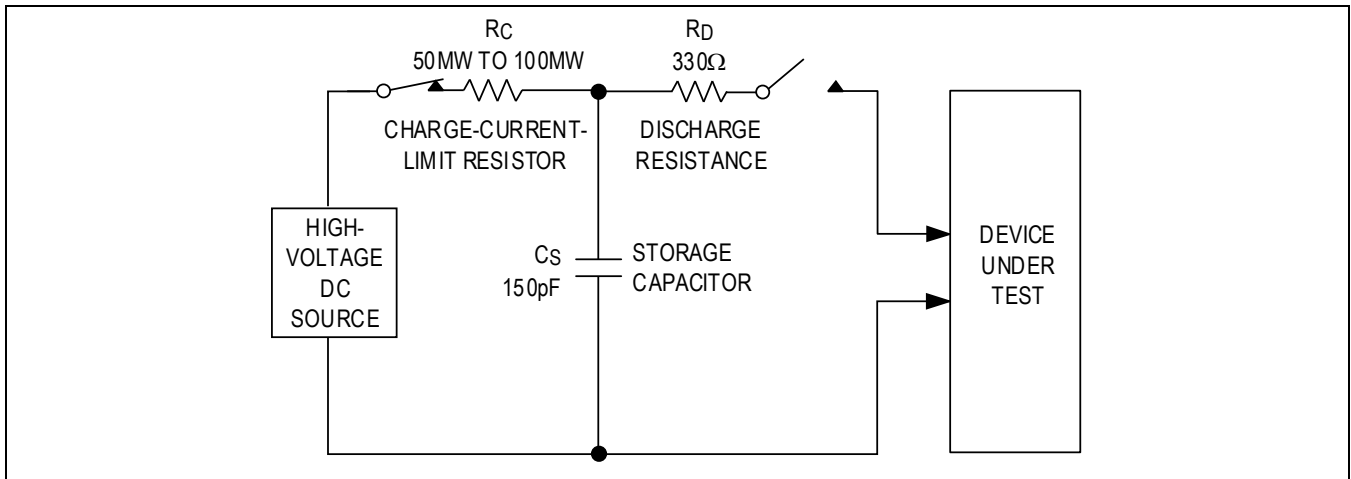 RC
50MW TO 100MW
CHARGE-CURRENT-
LIMIT RESISTOR
RD
330Ω
DISCHARGE
RESISTANCE
HIGH-
VOLTAGE
DC
SOURCE
CS
150pF
STORAGE
CAPACITOR
DEVICE
UNDER
TEST